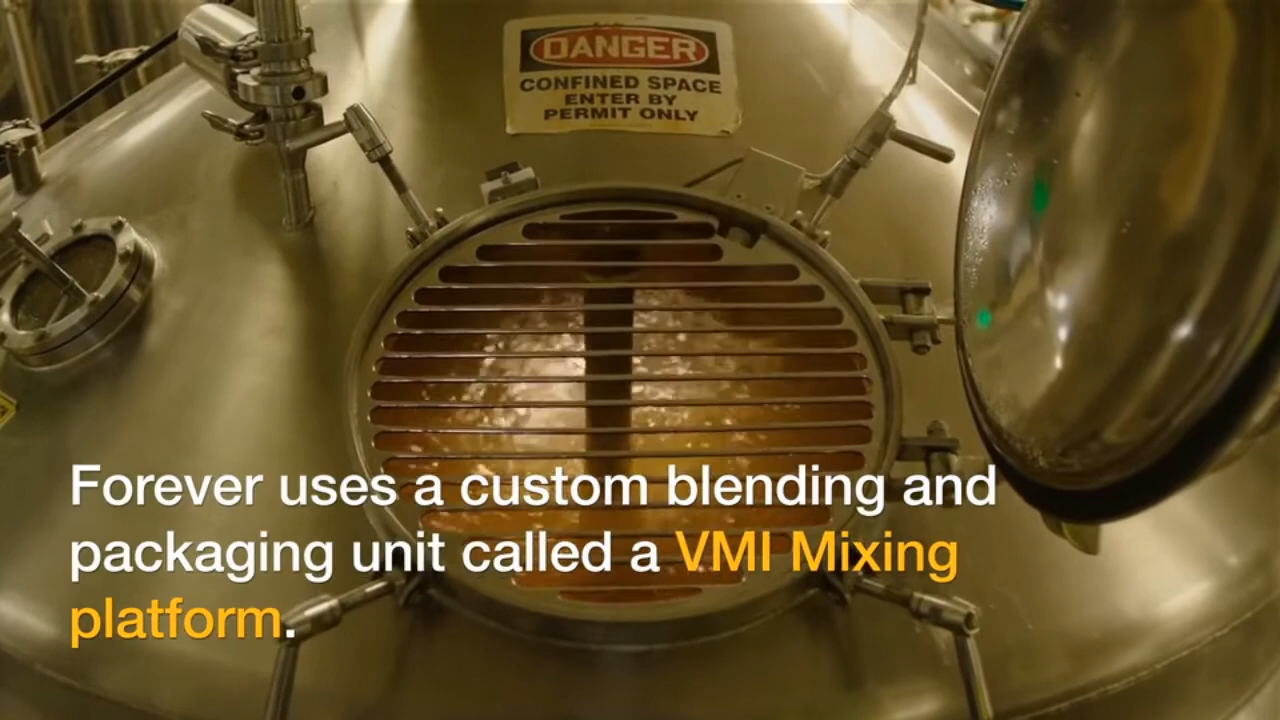 DANGER
CONFINED SPACE
ENTER BY
PERMIT ONLY
Forever uses a custom blending and
packaging unit called a VMI Mixing
platform.